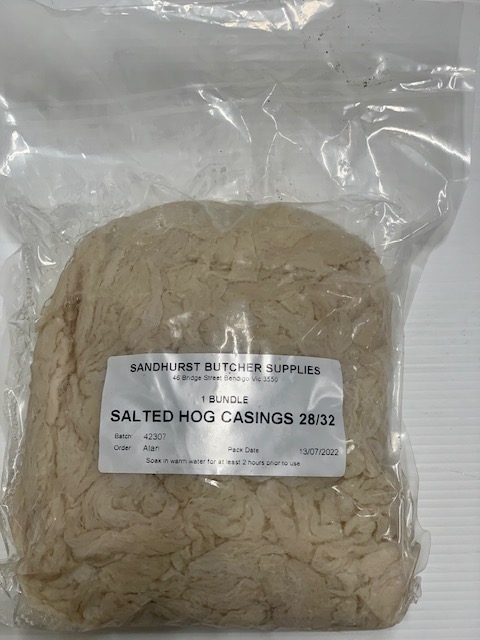 SANDHURST BUTCHER SUPPLIES
46 Bridge Street Bendigo Vic 3550
1 BUNDLE
SALTED HOG CASINGS 28/32
Batch: 42307
Order: Alan Pack Date 13/07/2022
Soak in warm water for at least 2 hours prior to use